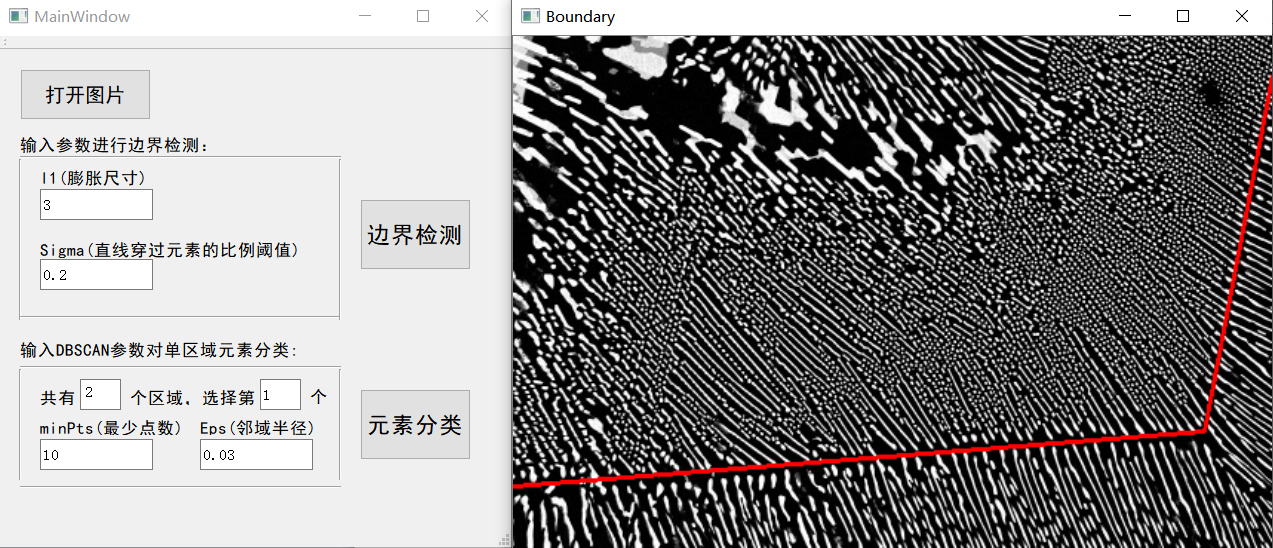 MainWindow
打开图片
输入参数进行边界检测:
l1(膨胀尺寸)
3
Sigma(直线穿过元素的比例阈值)
0.2
边界检测
输入DBSCAN参数对单区域元素分类:
共有 2 个区域，选择第 1 个
minPts(最少点数) Eps(邻域半径)
10 0.03
元素分类
Boundary